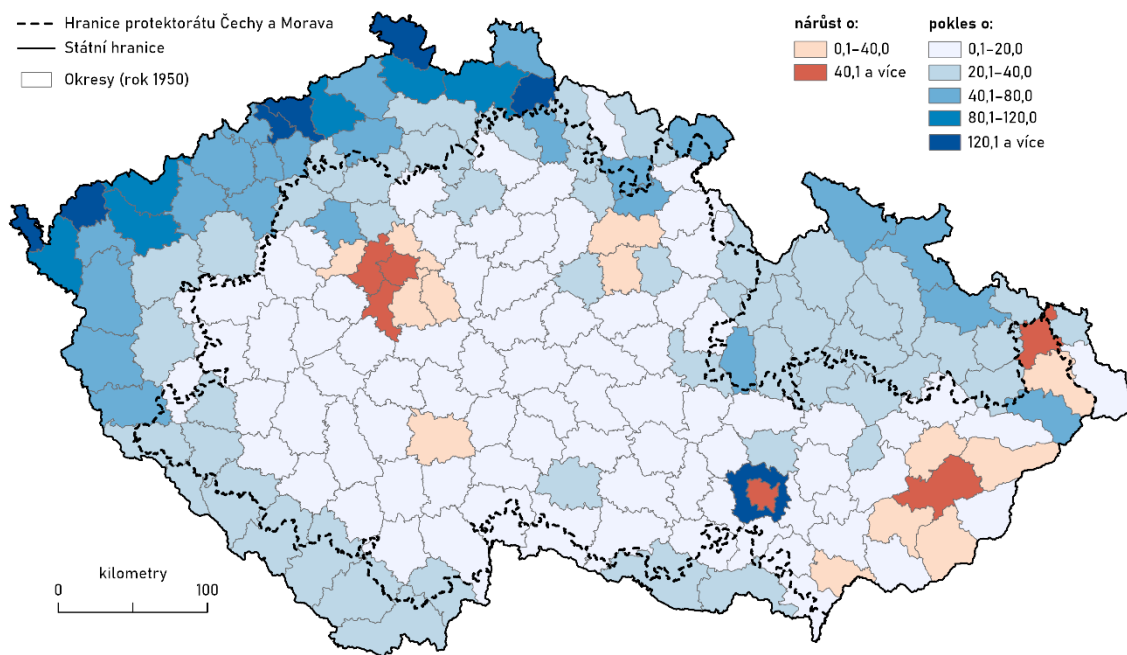 Hranice protektorátu Čechy a Morava
Státní hranice
Okresy (rok 1950)
nárůst o:
0,1–40,0
40,1 a více
pokles o:
0,1–20,0
20,1–40,0
40,1–80,0
80,1–120,0
120,1 a více
kilometry
0 100